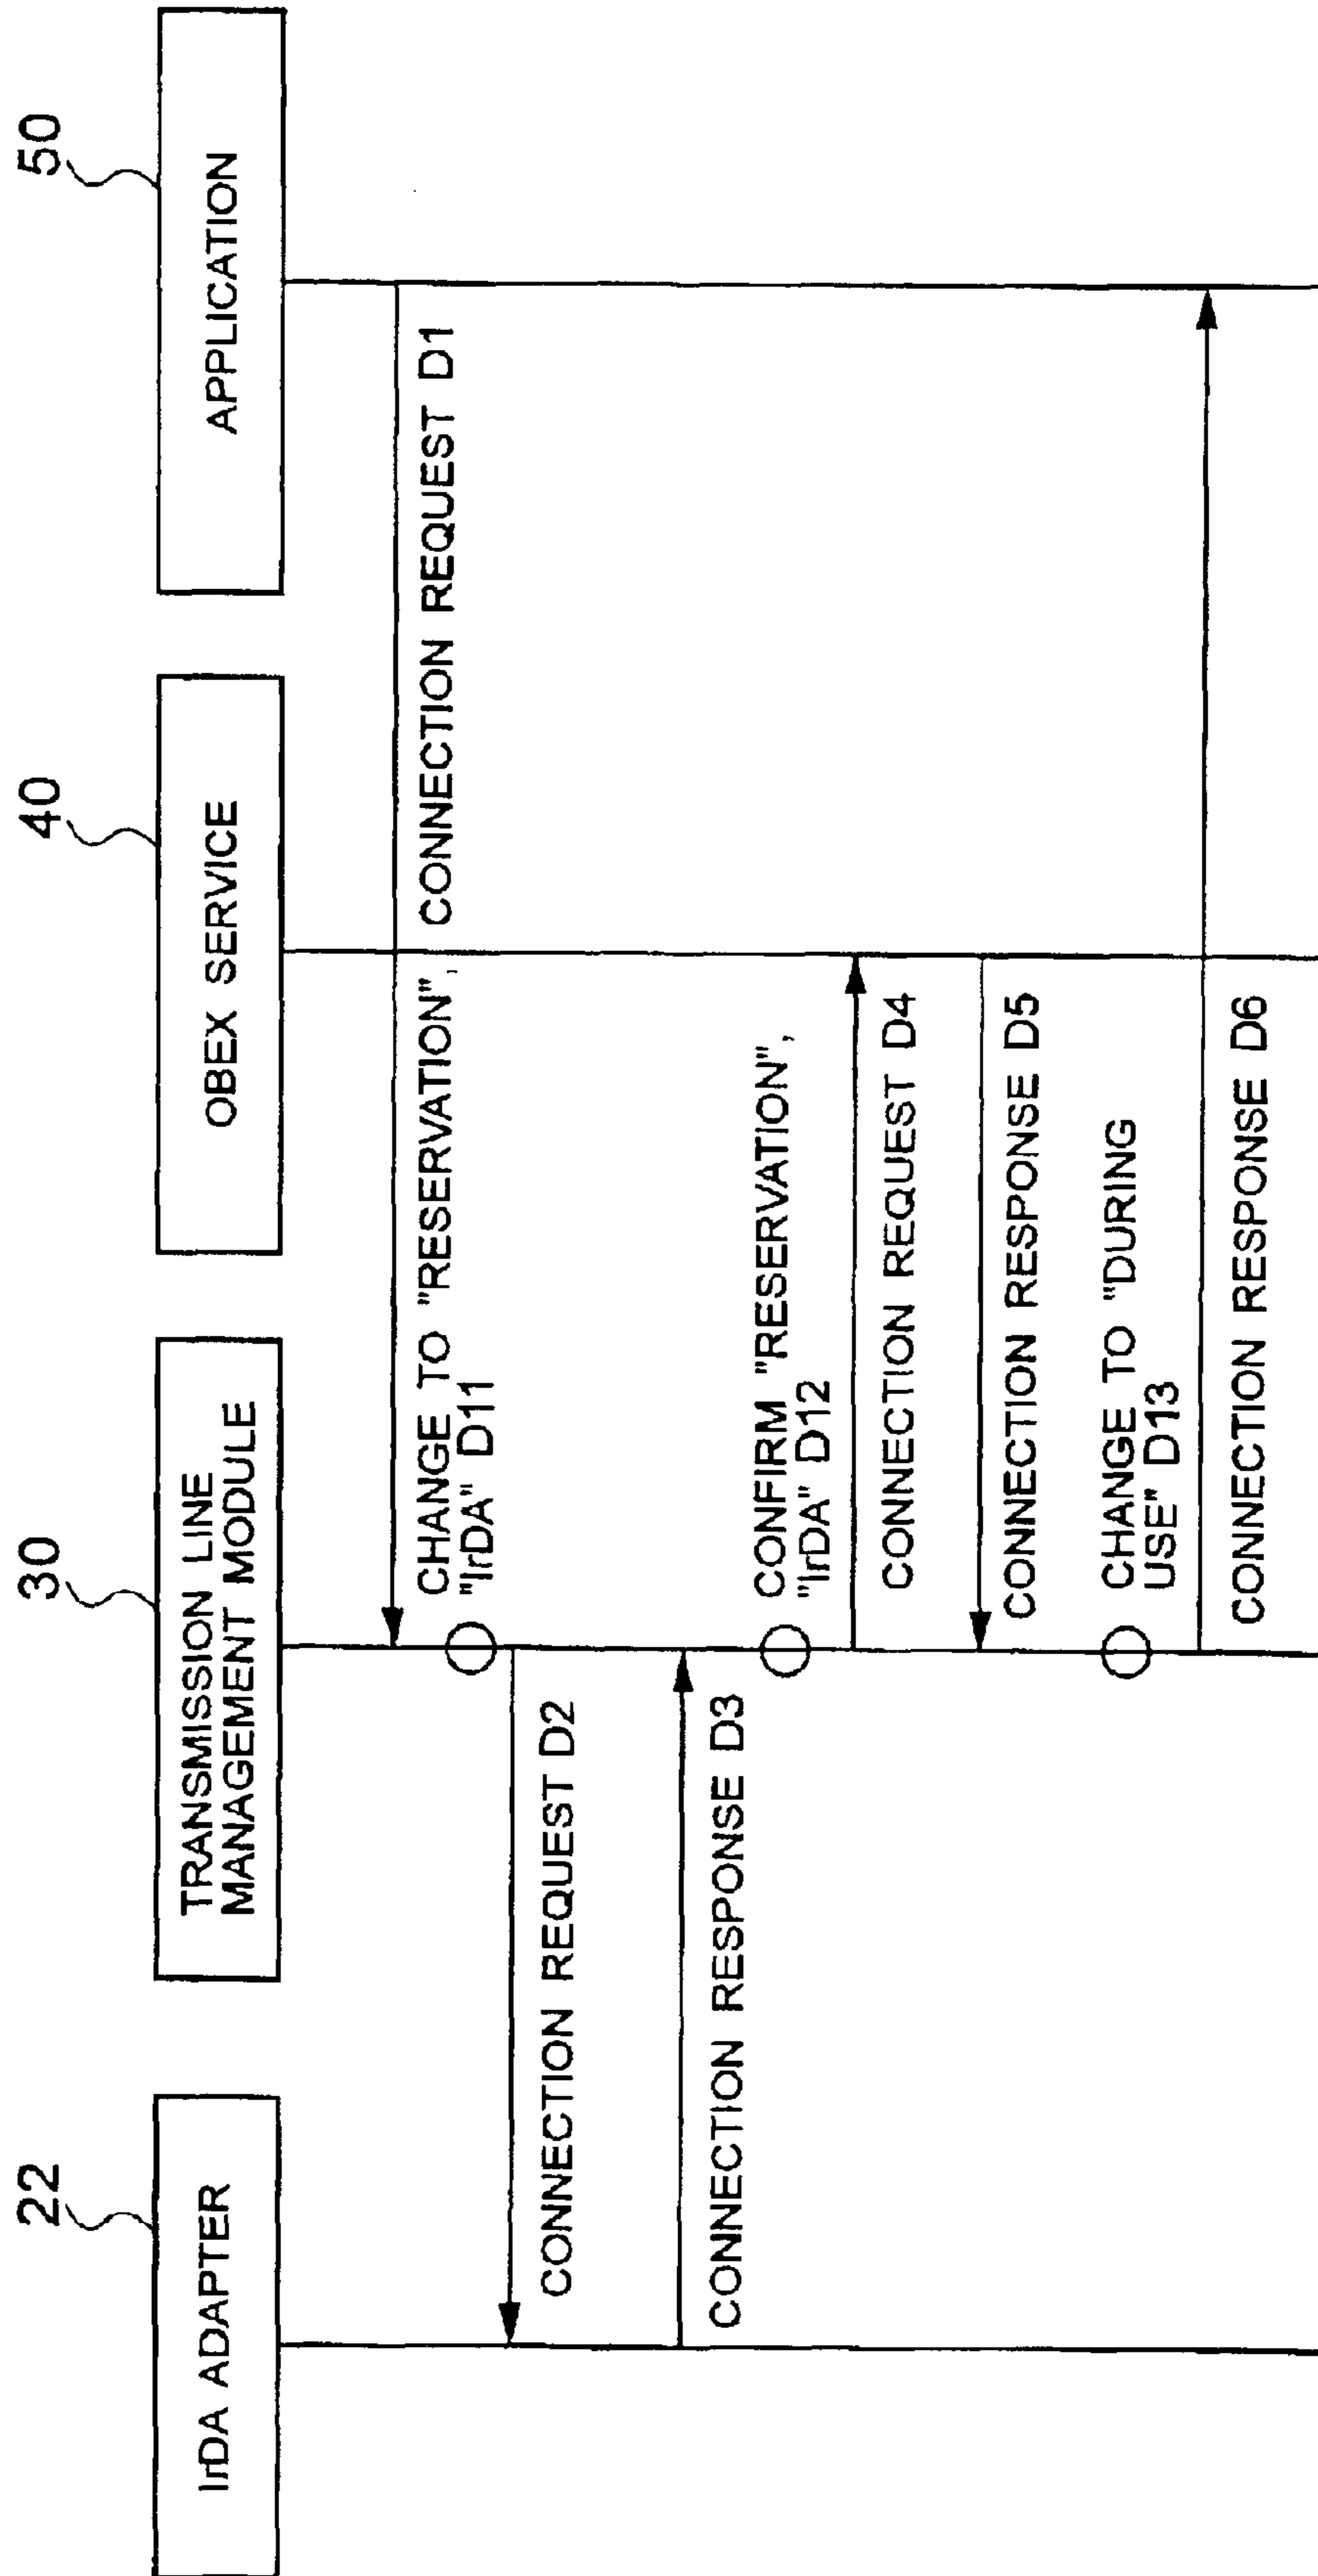 22
30
40
50
IrDA ADAPTER
TRANSMISSION LINE
MANAGEMENT MODULE
OBEX SERVICE
APPLICATION
CONNECTION REQUEST D1
CHANGE TO "RESERVATION",
"IrDA" D11
CONNECTION REQUEST D2
CONNECTION RESPONSE D3
CONFIRM "RESERVATION",
"IrDA" D12
CONNECTION REQUEST D4
CONNECTION RESPONSE D5
CHANGE TO "DURING
USE" D13
CONNECTION RESPONSE D6